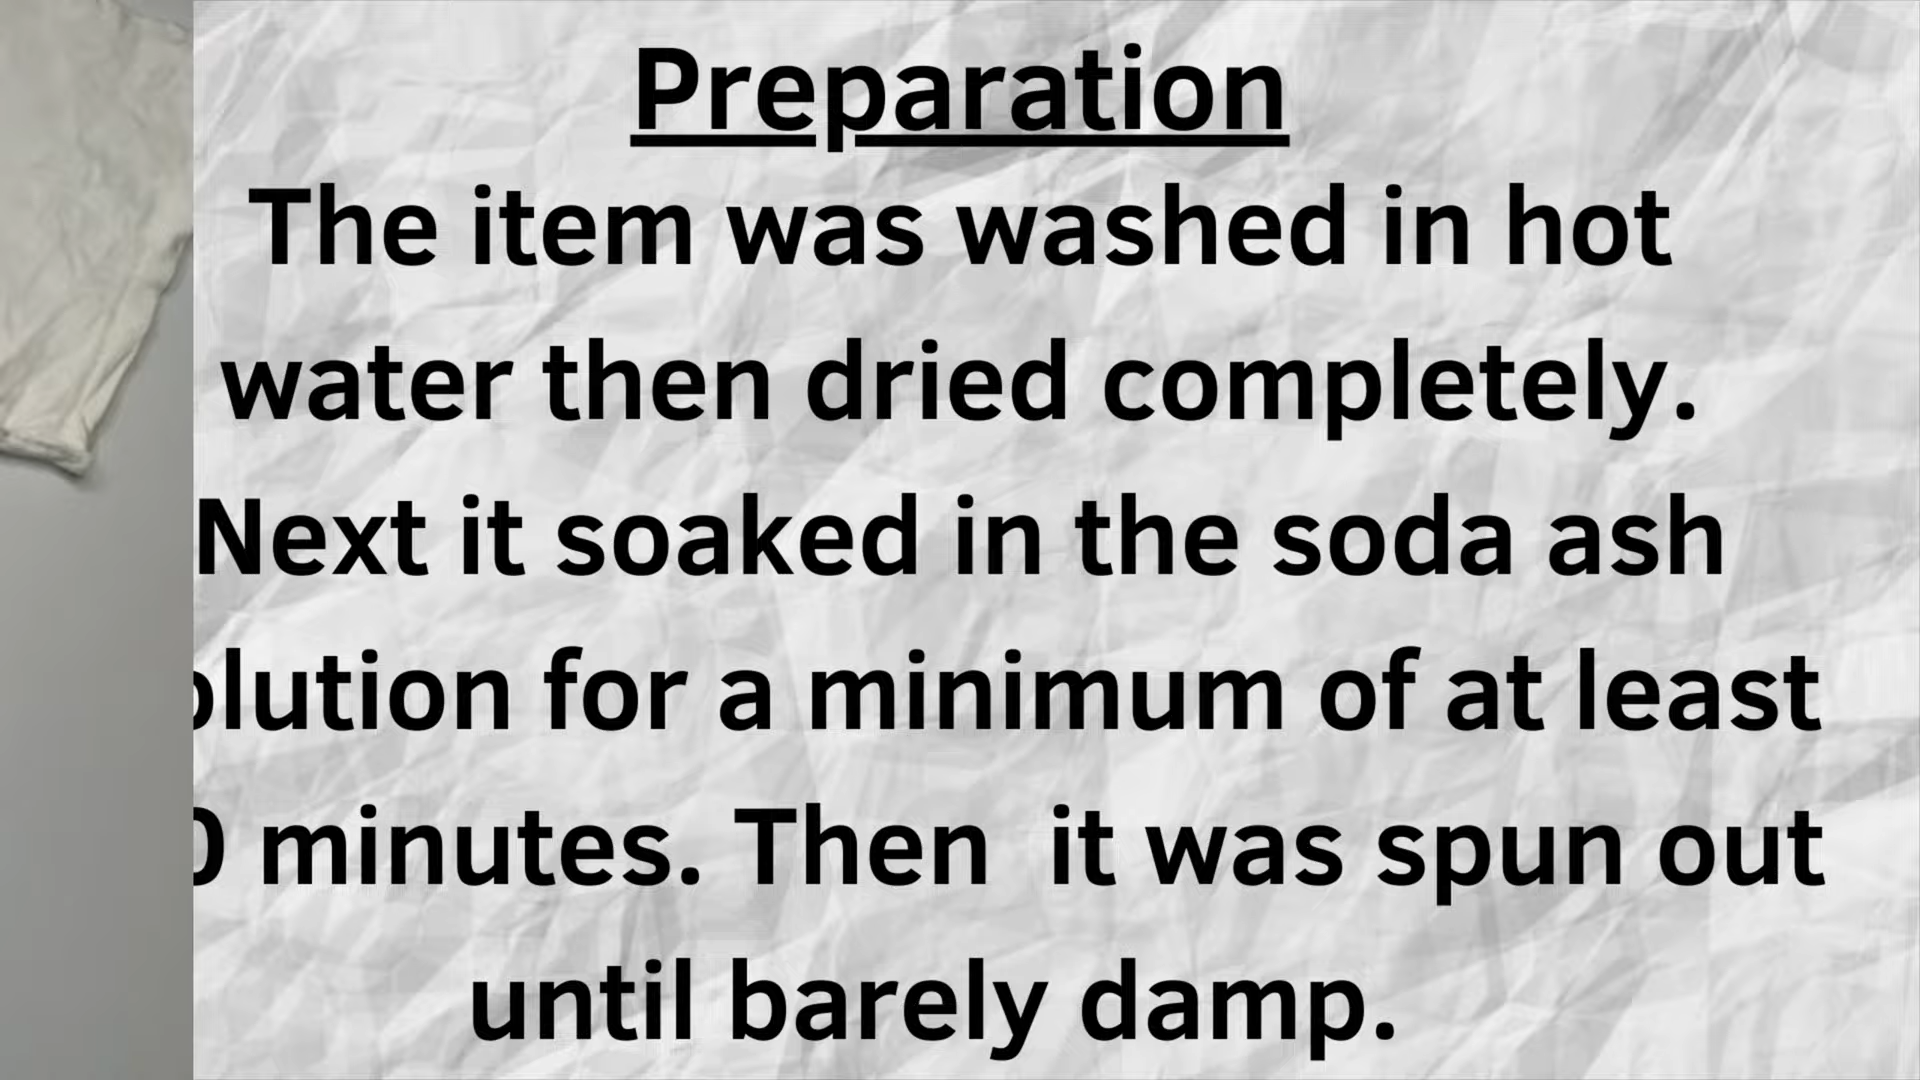 Preparation
The item was washed in hot
water then dried completely.
Next it soaked in the soda ash
for a minimum of at least
minutes. Then it was spun out
until barely damp.